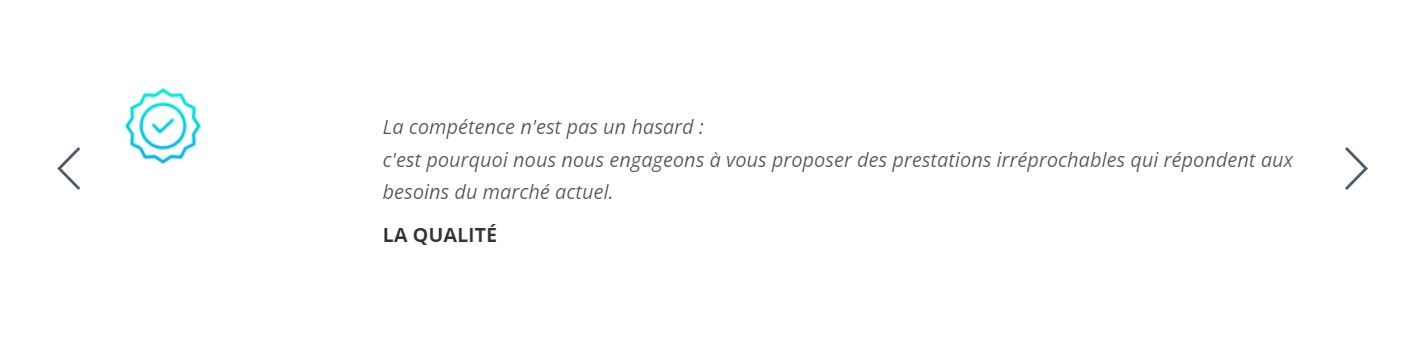 La compétence n'est pas un hasard :
c'est pourquoi nous nous engageons à vous proposer des prestations irréprochables qui répondent aux
besoins du marché actuel.
LA QUALITÉ